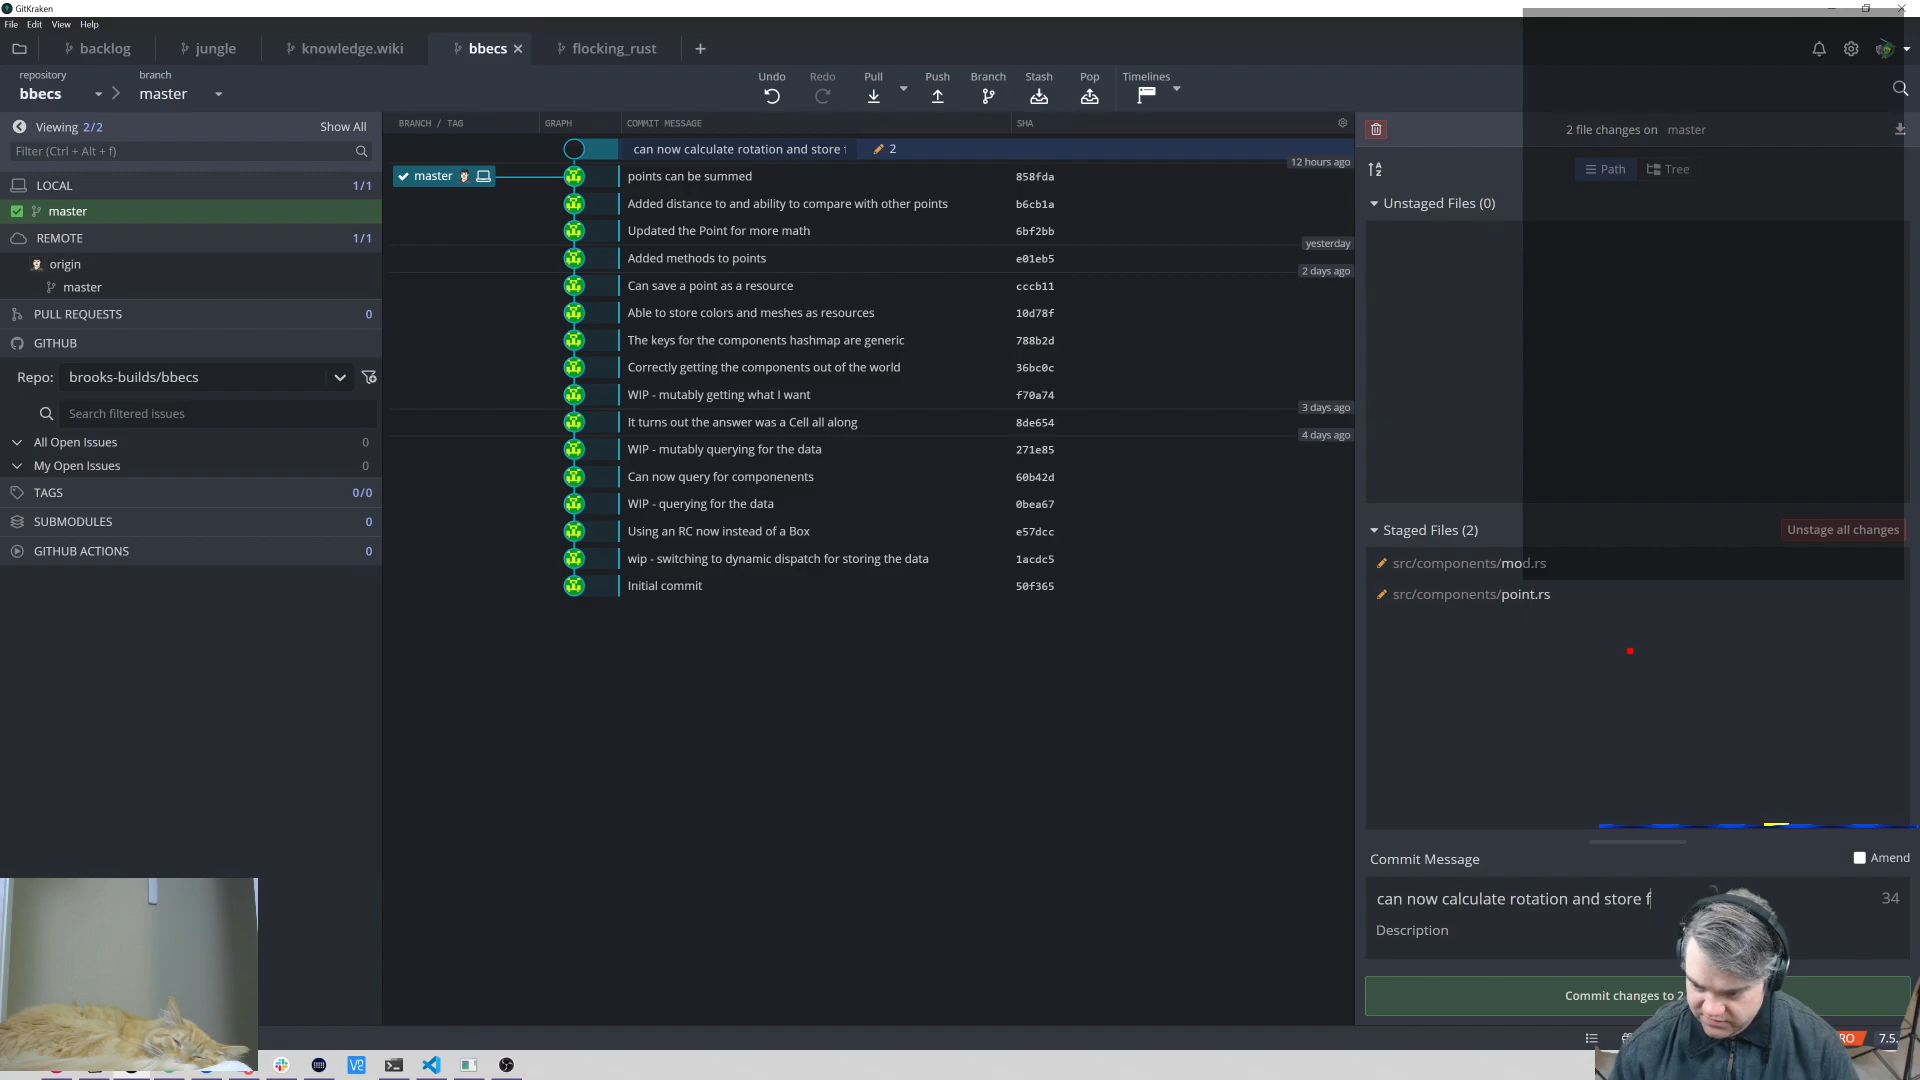 GitKraken
File Edit View Help
backlog jungle knowledge.wiki bbecs flocking_rust
repository
bbecs
branch
master
Undo Redo Pull Push Branch Stash Pop Timelines
Viewing 2/2 Show All
Filter (Ctrl + Alt + f)
LOCAL 1/1
master
REMOTE 1/1
origin
master
PULL REQUESTS 0
GITHUB
Repo: brooks-builds/bbecs
Search filtered issues
All Open Issues 0
My Open Issues 0
TAGS 0/0
SUBMODULES 0
GITHUB ACTIONS 0
BRANCH / TAG GRAPH COMMIT MESSAGE SHA
can now calculate rotation and store f 2
12 hours ago
master points can be summed 858fda
Added distance to and ability to compare with other points b6cb1a
Updated the Point for more math 6bf2bb
yesterday
Added methods to points e01eb5
2 days ago
Can save a point as a resource cccb11
Able to store colors and meshes as resources 10d78f
The keys for the components hashmap are generic 788b2d
Correctly getting the components out of the world 36bc0c
WIP - mutably getting what I want f70a74
3 days ago
It turns out the answer was a Cell all along 8de654
4 days ago
WIP - mutably querying for the data 271e85
Can now query for componenents 60b42d
WIP - querying for the data 0bea67
Using an RC now instead of a Box e57dcc
wip - switching to dynamic dispatch for storing the data 1acdc5
Initial commit 50f365
2 file changes on master
Path Tree
Unstaged Files (0)
Staged Files (2) Unstage all changes
src/components/mod.rs
src/components/point.rs
Commit Message Amend
can now calculate rotation and store f 34
Description
Commit changes to 2
7.5.